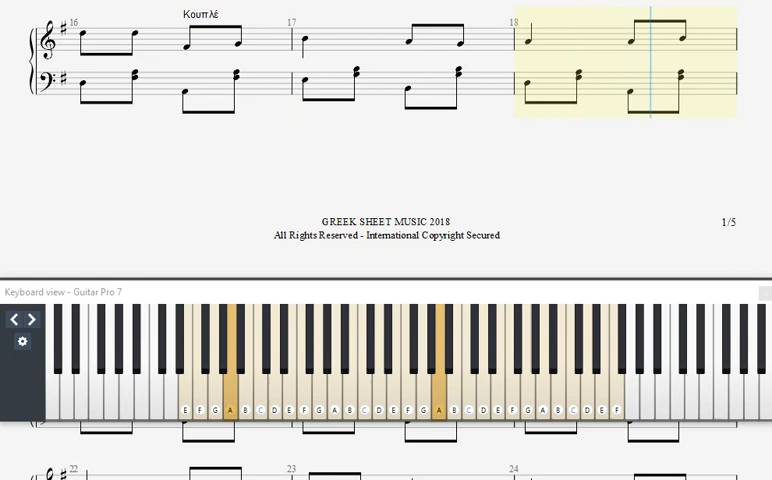 16
Κουπλέ
17
18
GREEK SHEET MUSIC 2018
1/5
All Rights Reserved - International Copyright Secured
Keyboard view - Guitar Pro 7
E F G A B C D E F G A B C D E F G A B C D E F G A B C D E F
22
23
24